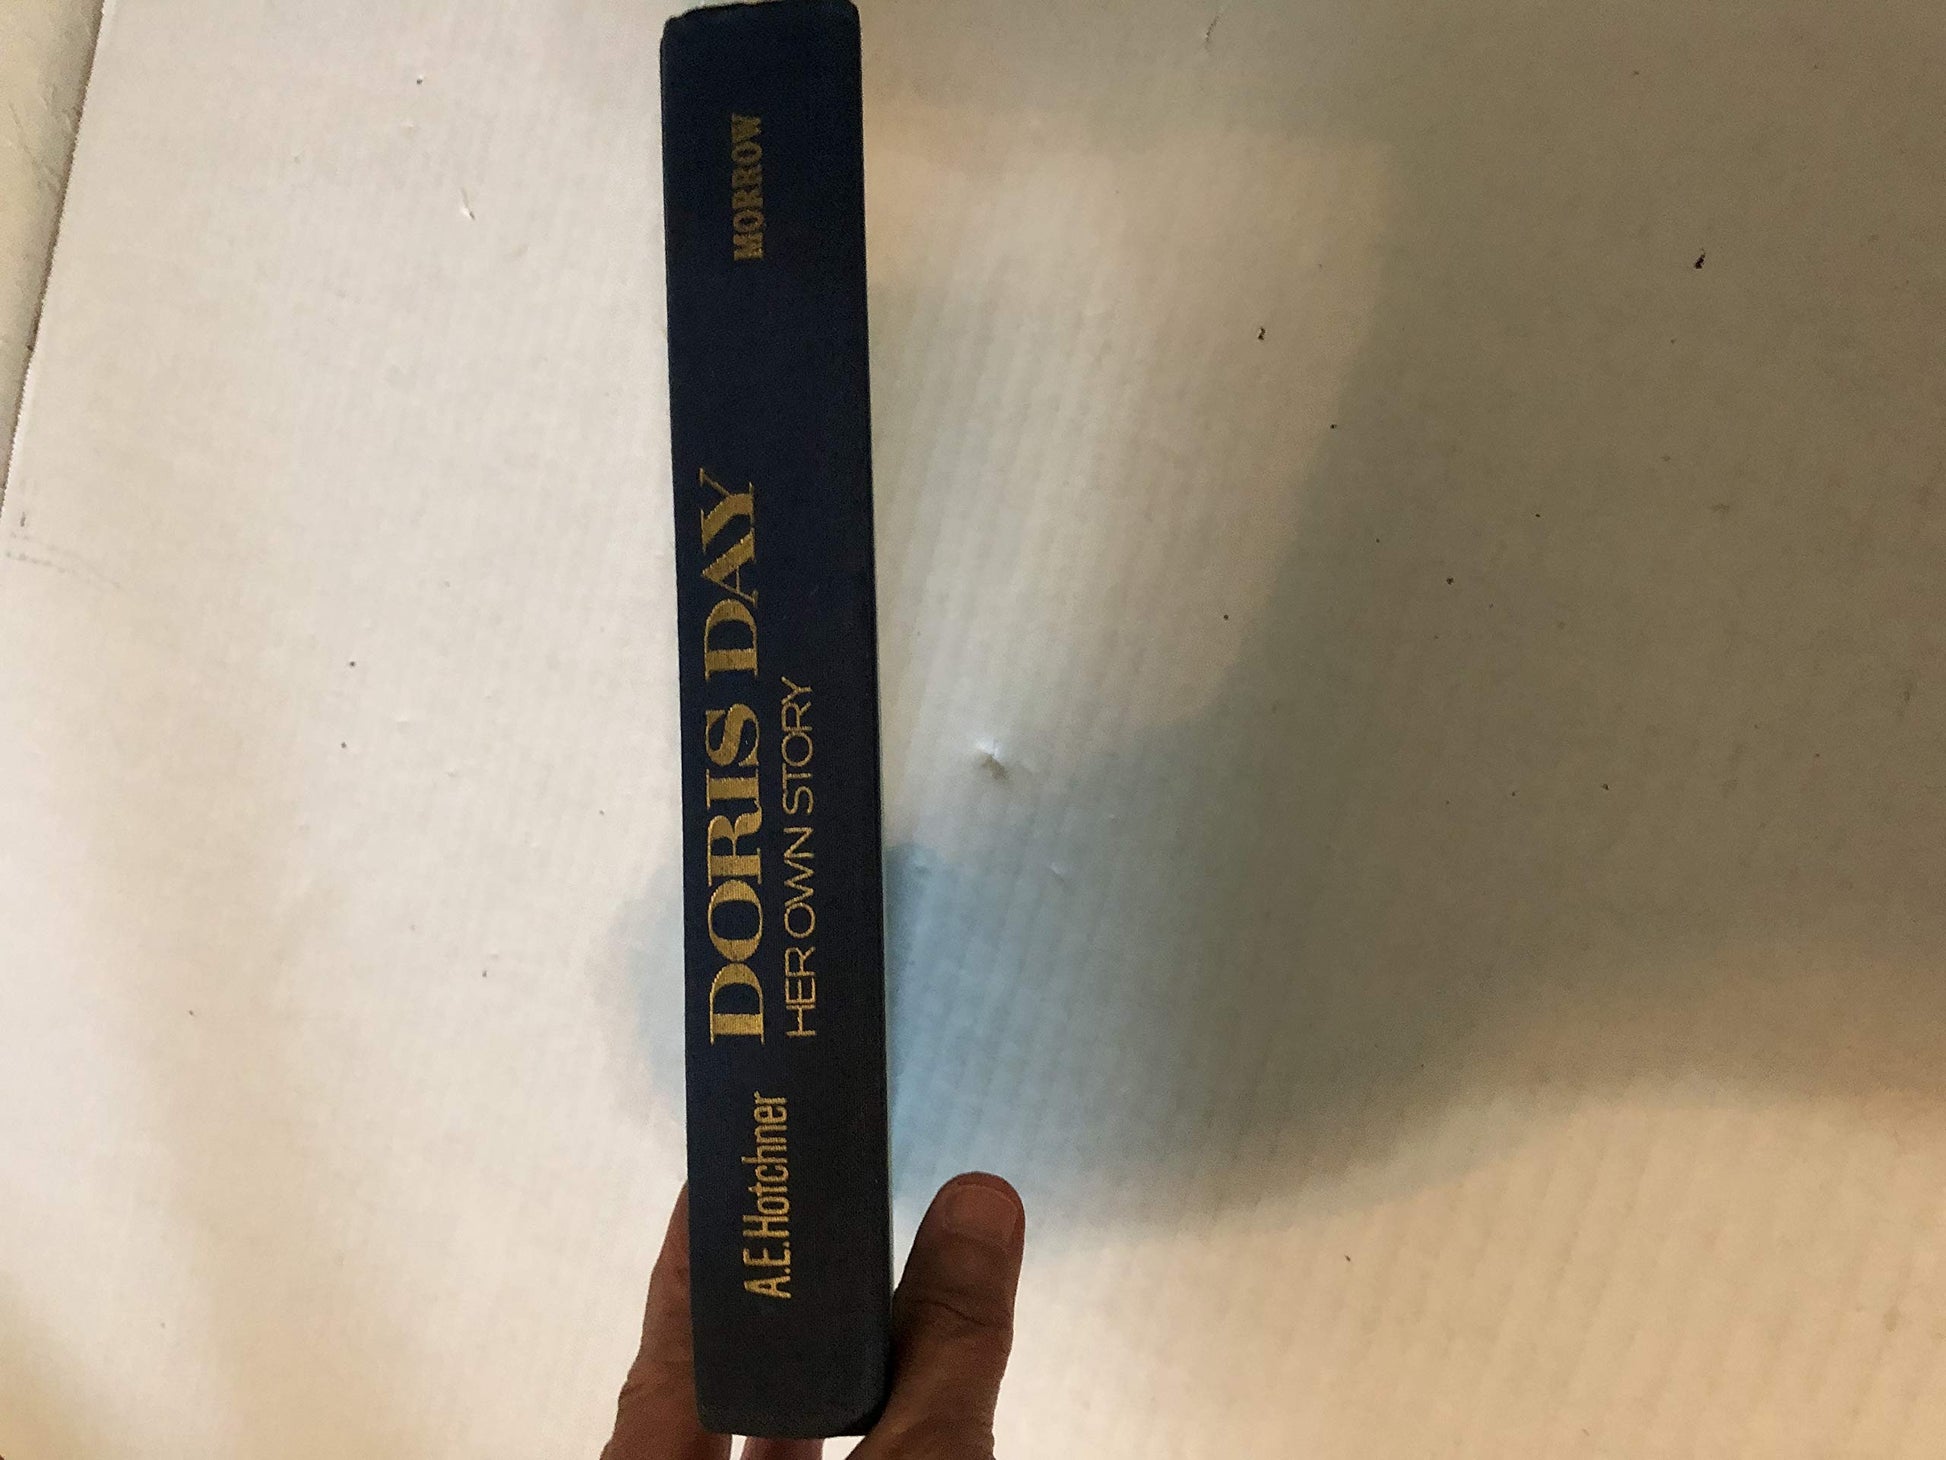 A.E.Hotchner
DORIS DAY
HER OWN STORY
MORROW